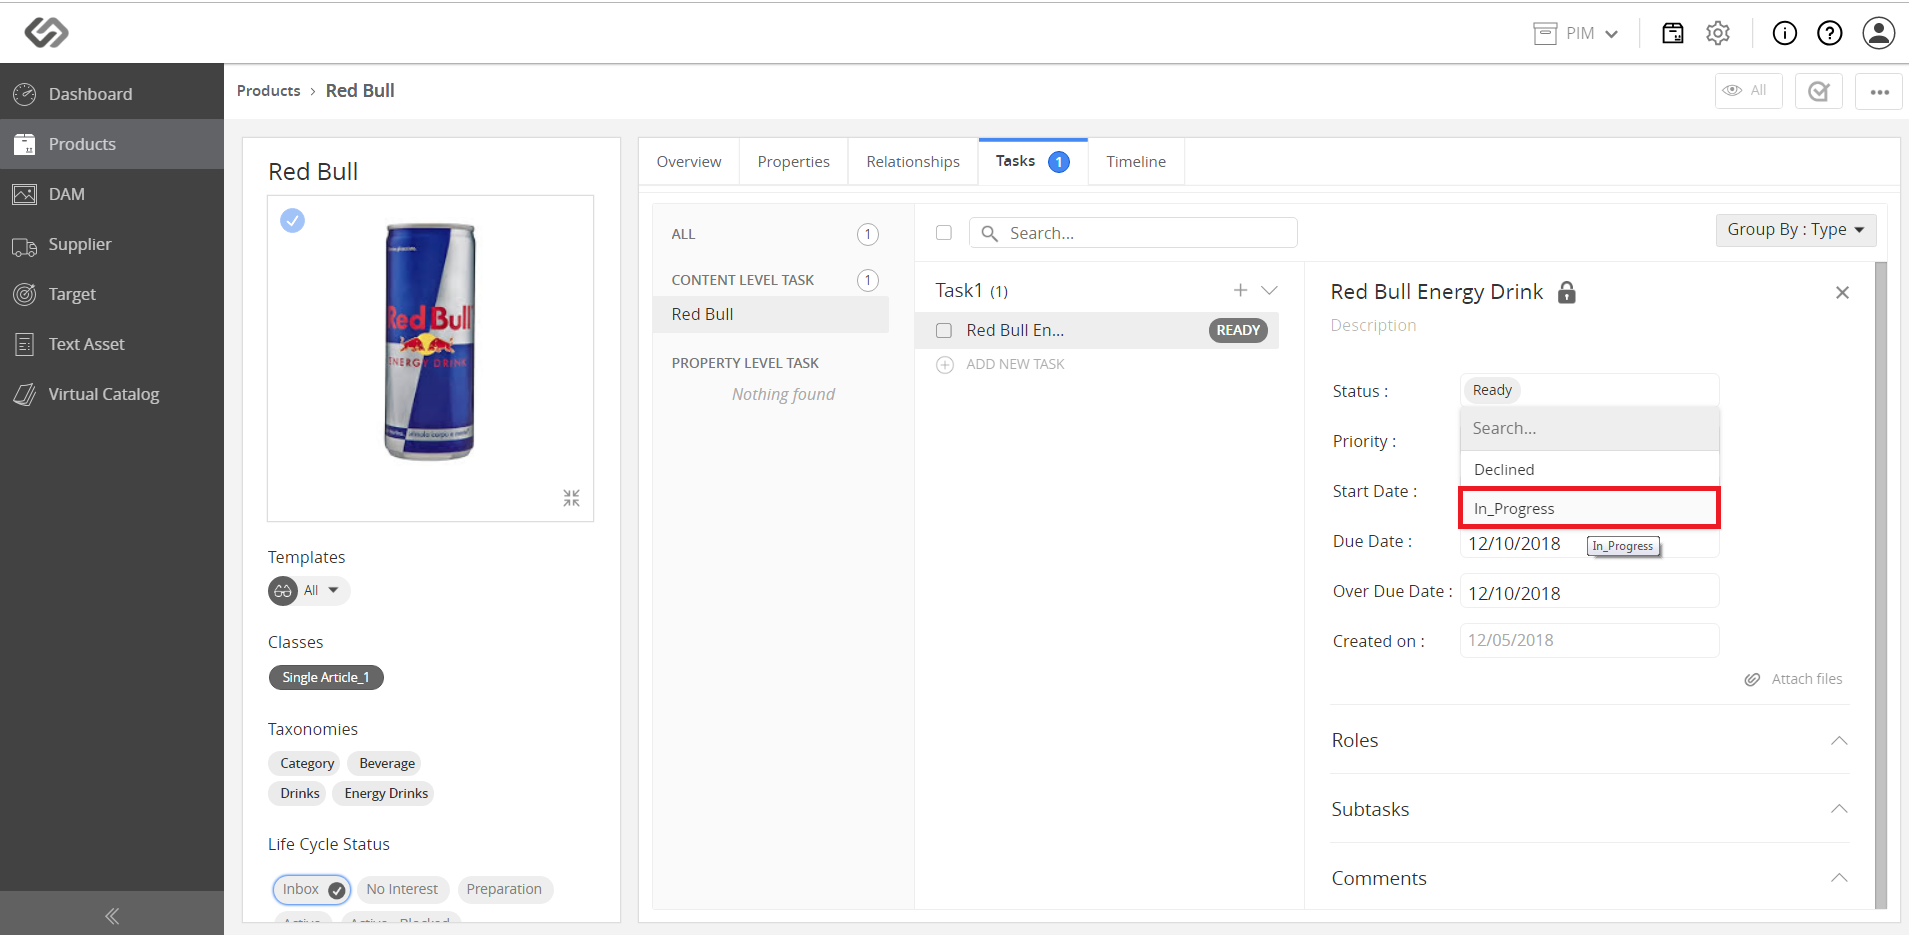 PIM
Dashboard
Products
DAM
Supplier
Target
Text Asset
Virtual Catalog
Products › Red Bull
All
Red Bull
Red Bull
ENERGY DRINK
Templates
All
Classes
Single Article_1
Taxonomies
Category Beverage
Drinks Energy Drinks
Life Cycle Status
Inbox No Interest Preparation
Overview Properties Relationships Tasks 1 Timeline
ALL 1
CONTENT LEVEL TASK 1
Red Bull
PROPERTY LEVEL TASK
Nothing found
Search...
Group By : Type
Task1 (1)
Red Bull En... READY
ADD NEW TASK
Red Bull Energy Drink
Description
Status : Ready
Search...
Declined
In_Progress
Priority :
Start Date :
Due Date : 12/10/2018
In_Progress
Over Due Date : 12/10/2018
Created on : 12/05/2018
Attach files
Roles
Subtasks
Comments